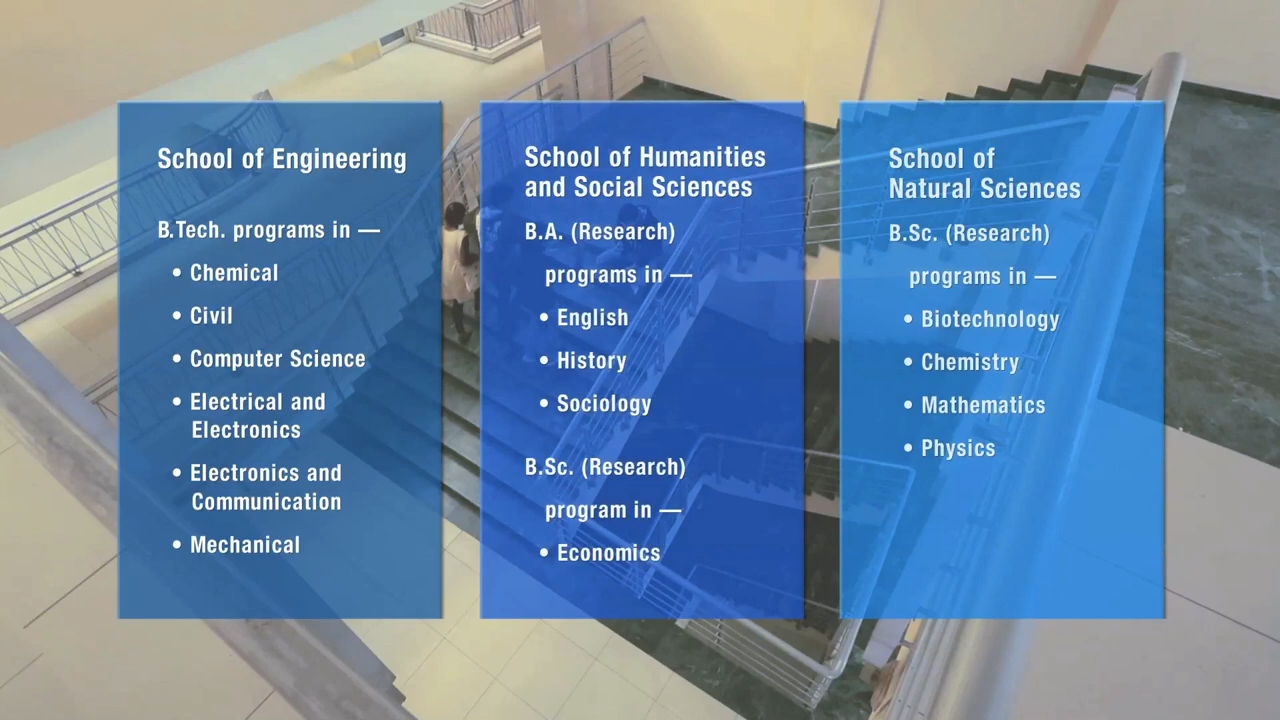 School of Engineering
B.Tech. programs in —
• Chemical
• Civil
• Computer Science
• Electrical and
Electronics
• Electronics and
Communication
• Mechanical
School of Humanities
and Social Sciences
B.A. (Research)
programs in —
• English
• History
• Sociology
B.Sc. (Research)
program in —
• Economics
School of
Natural Sciences
B.Sc. (Research)
programs in —
• Biotechnology
• Chemistry
• Mathematics
• Physics